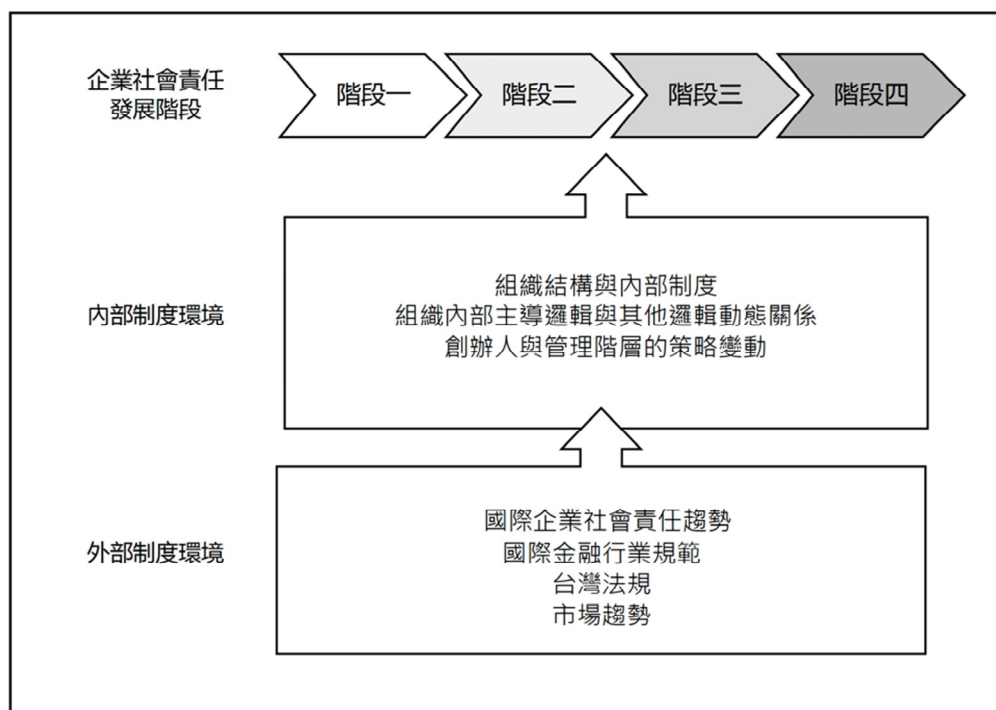 企業社會責任
發展階段
階段一
階段二
階段三
階段四
內部制度環境
組織結構與內部制度
組織內部主導邏輯與其他邏輯動態關係
創辦人與管理階層的策略變動
外部制度環境
國際企業社會責任趨勢
國際金融行業規範
台灣法規
市場趨勢